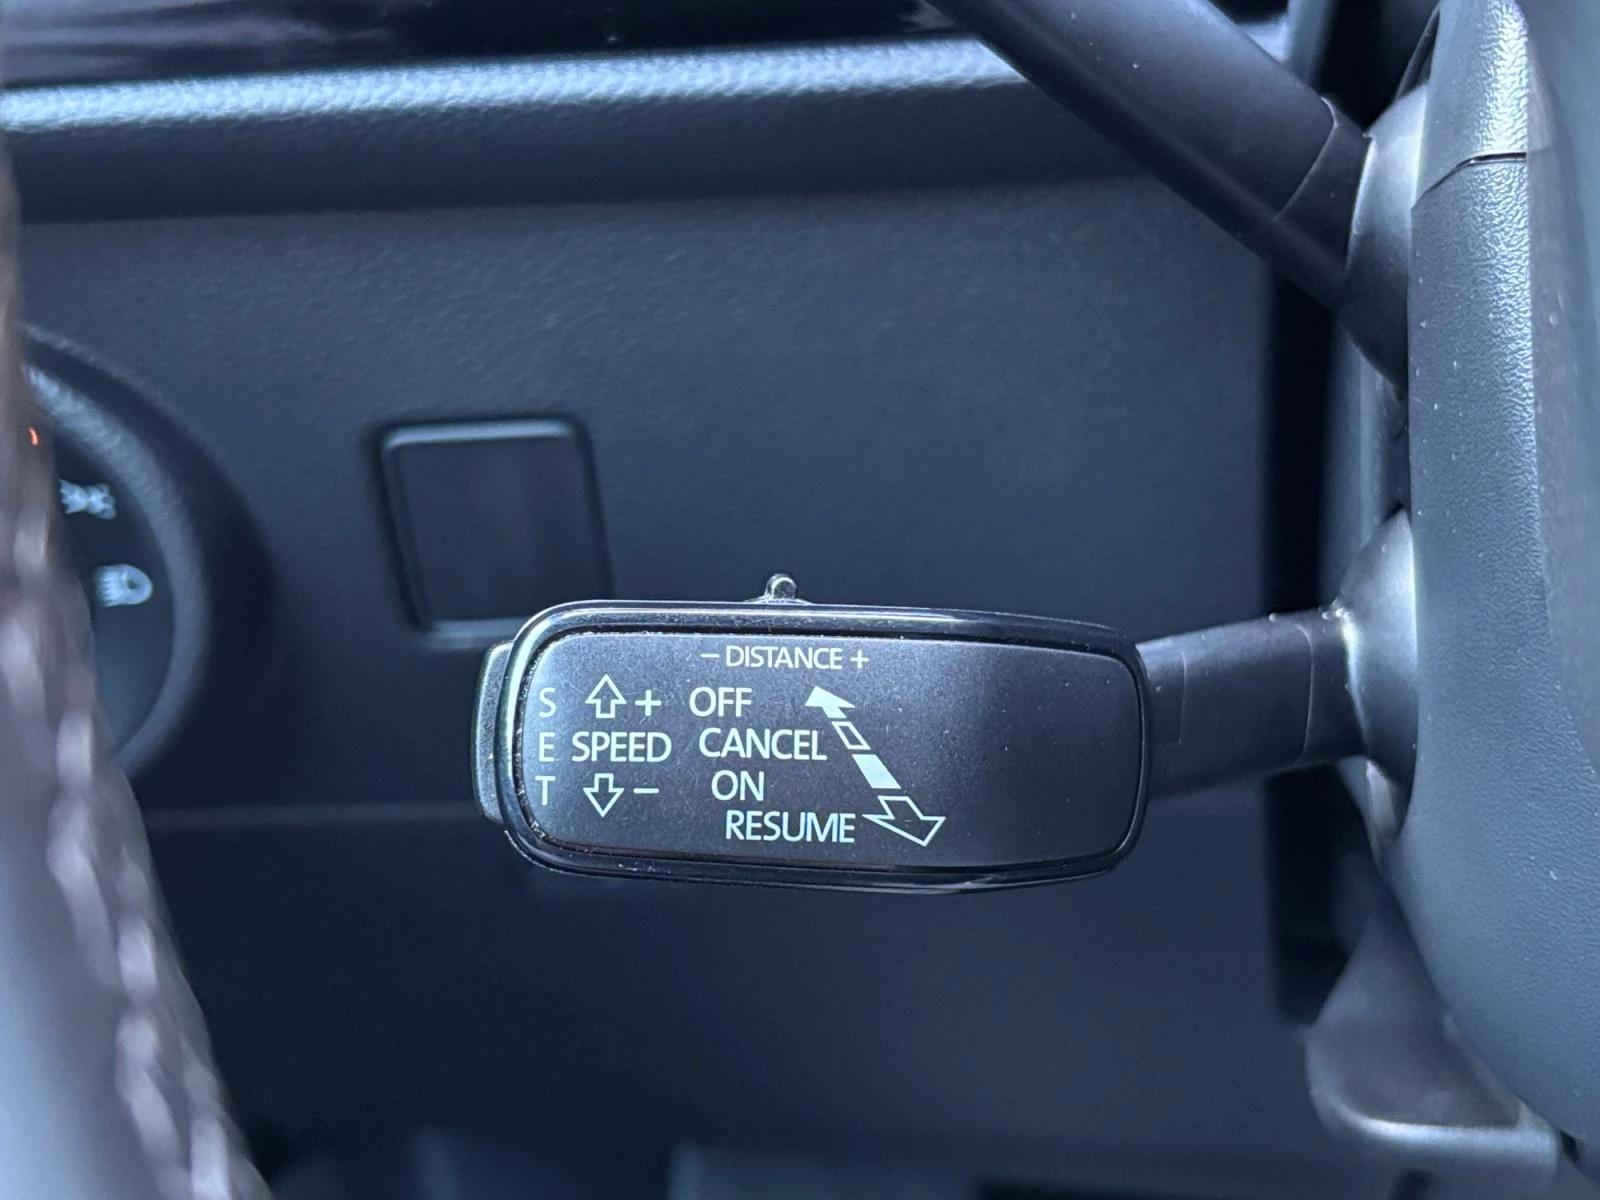 – DISTANCE +
S + OFF
E SPEED CANCEL
T – ON
RESUME